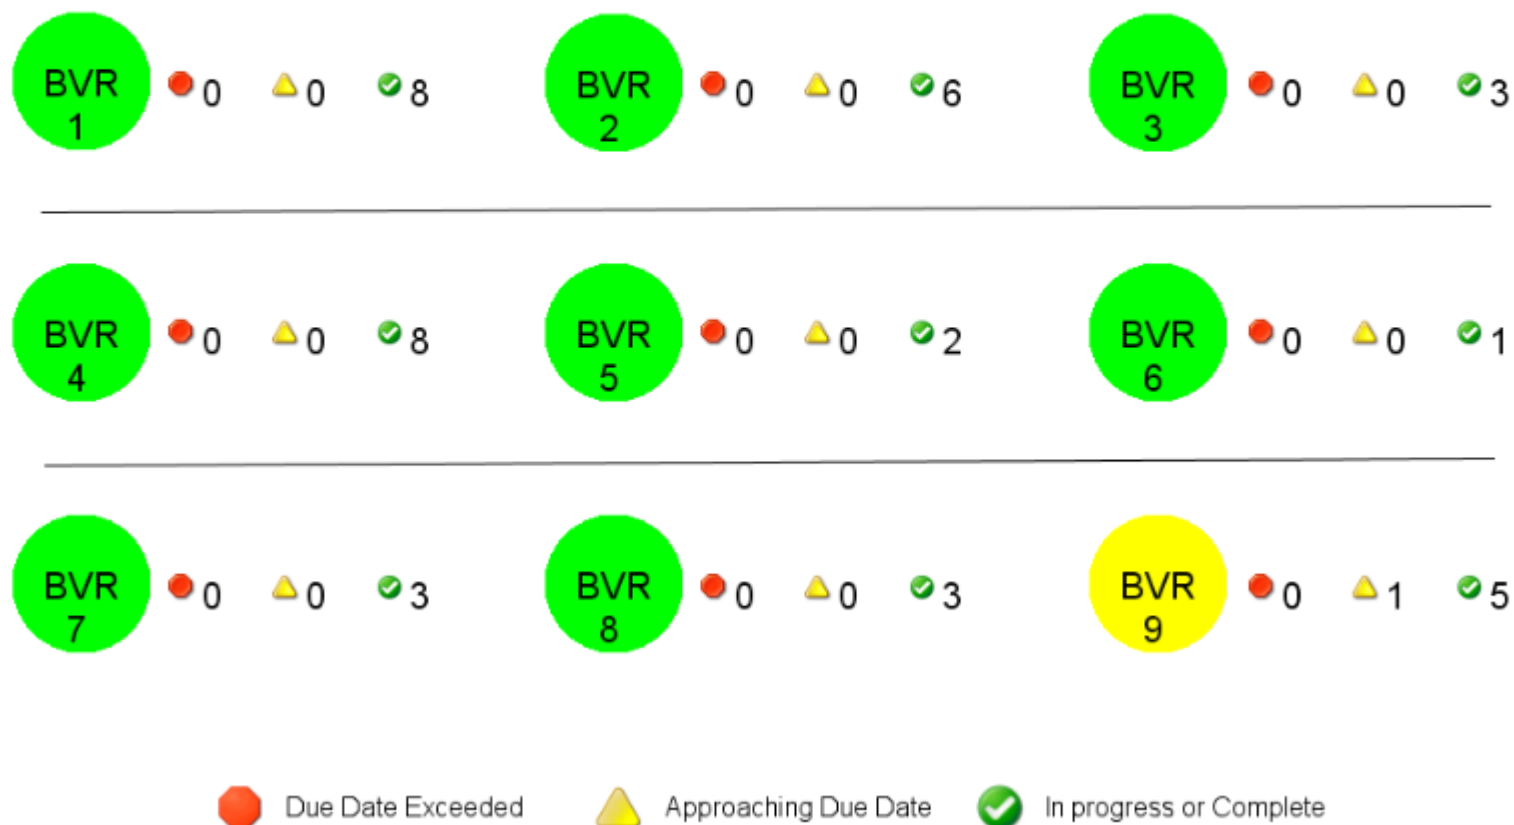 BVR 0 0 8
1
BVR 0 0 6
2
BVR 0 0 3
3
BVR 0 0 8
4
BVR 0 0 2
5
BVR 0 0 1
6
BVR 0 0 3
7
BVR 0 0 3
8
BVR 0 1 5
9
Due Date Exceeded
Approaching Due Date
In progress or Complete